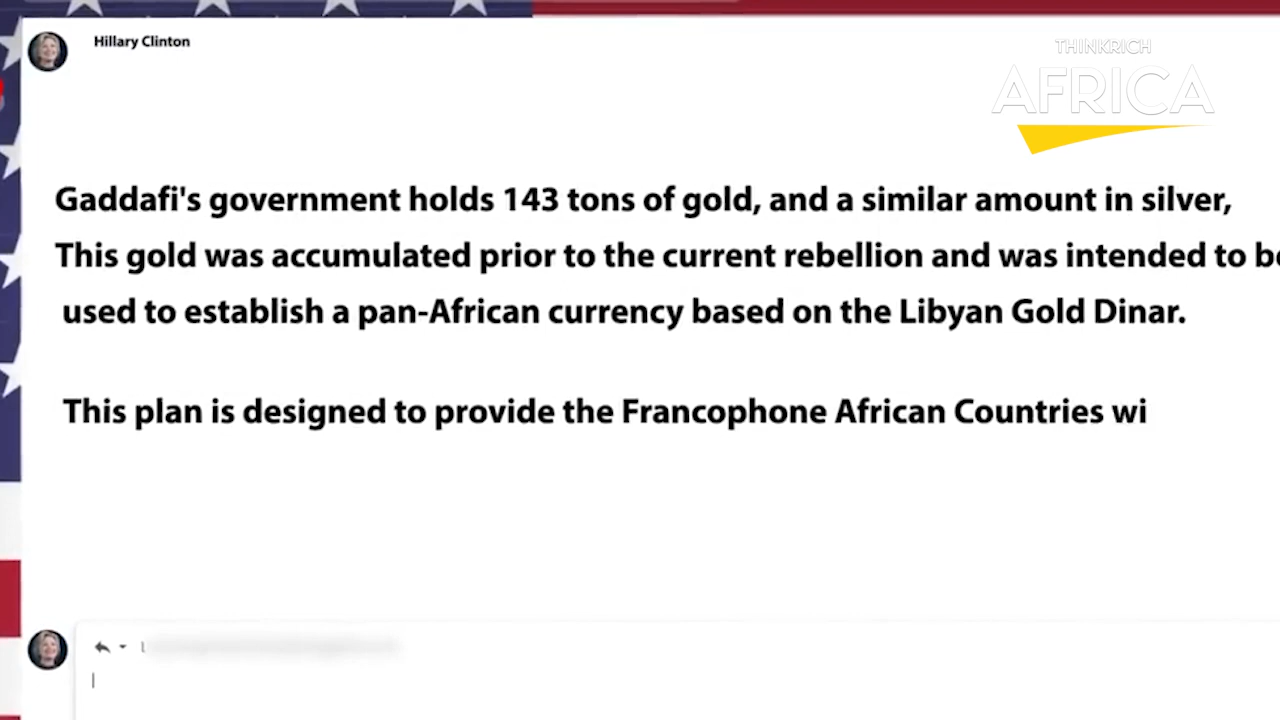 Hillary Clinton
THINKRICH
AFRICA
Gaddafi's government holds 143 tons of gold, and a similar amount in silver,
This gold was accumulated prior to the current rebellion and was intended to be
used to establish a pan-African currency based on the Libyan Gold Dinar.
This plan is designed to provide the Francophone African Countries wi